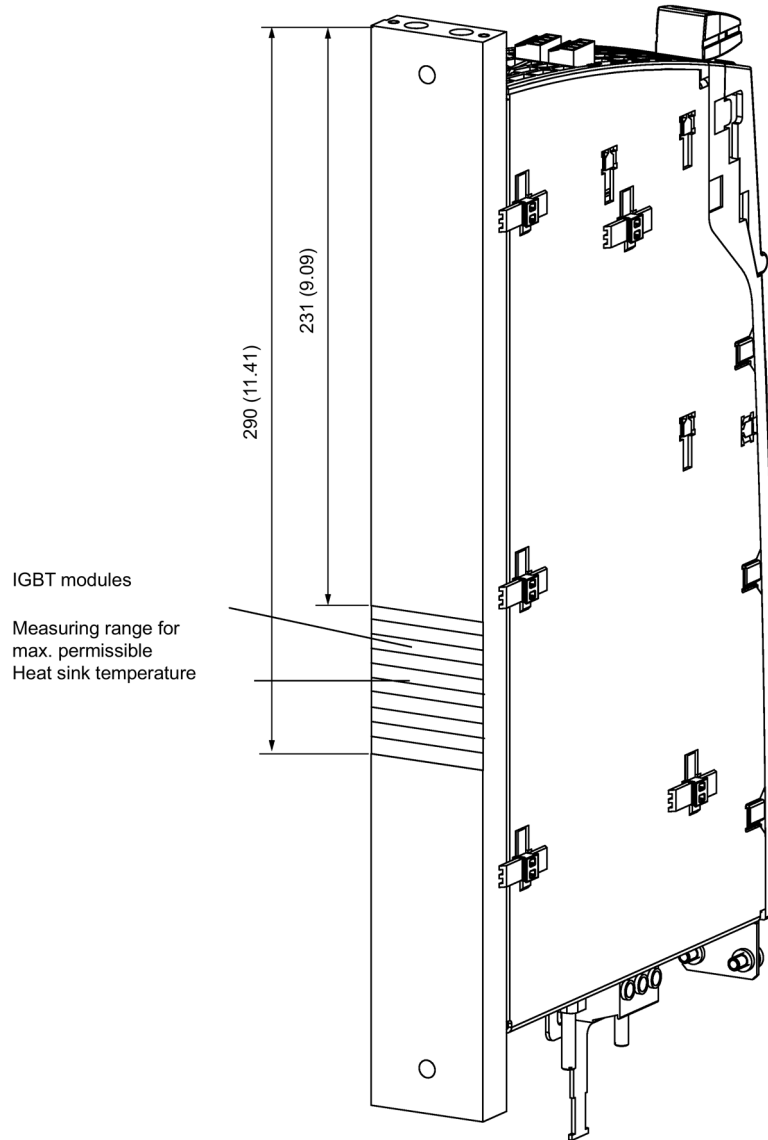 231 (9.09)
290 (11.41)
IGBT modules
Measuring range for
max. permissible
Heat sink temperature